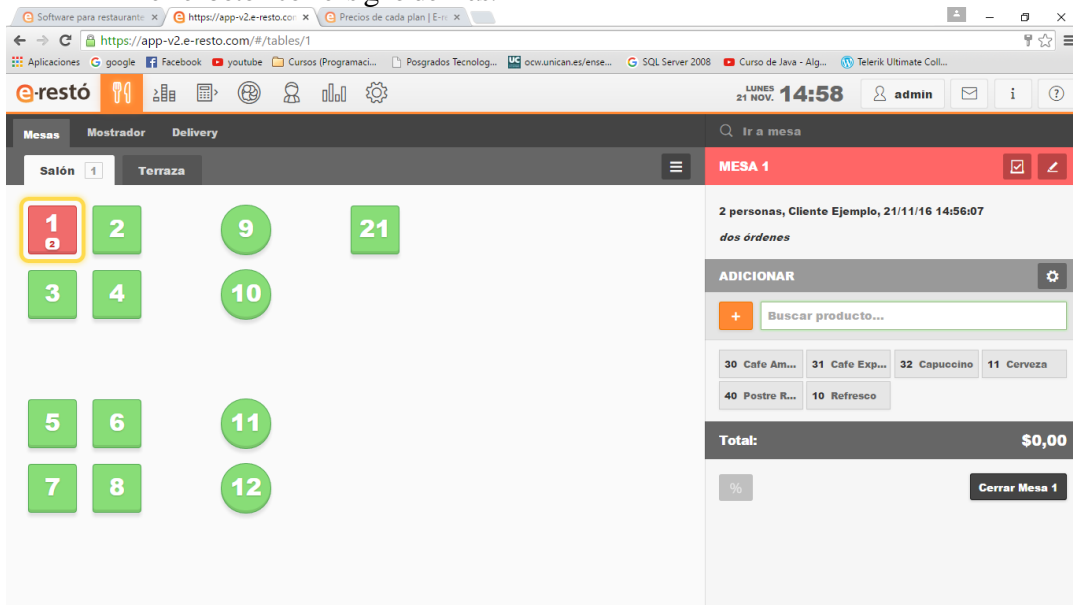 Software para restaurante
https://app-v2.e-resto.com
Precios de cada plan | E-re
https://app-v2.e-resto.com/#/tables/1
Aplicaciones google Facebook youtube Cursos (Programaci... Posgrados Tecnolog... ocw.unican.es/ense... SQL Server 2008 Curso de Java - Alg... Telerik Ultimate Coll...
e-restó
LUNES
21 NOV. 14:58 admin i ?
Mesas Mostrador Delivery
Ir a mesa
Salón 1 Terraza
MESA 1
1 2 9 21
2
3 4 10
5 6 11
7 8 12
2 personas, Cliente Ejemplo, 21/11/16 14:56:07
dos órdenes
ADICIONAR
+ Buscar producto...
30 Cafe Am... 31 Cafe Exp... 32 Capuccino 11 Cerveza
40 Postre R... 10 Refresco
Total: $0,00
% Cerrar Mesa 1